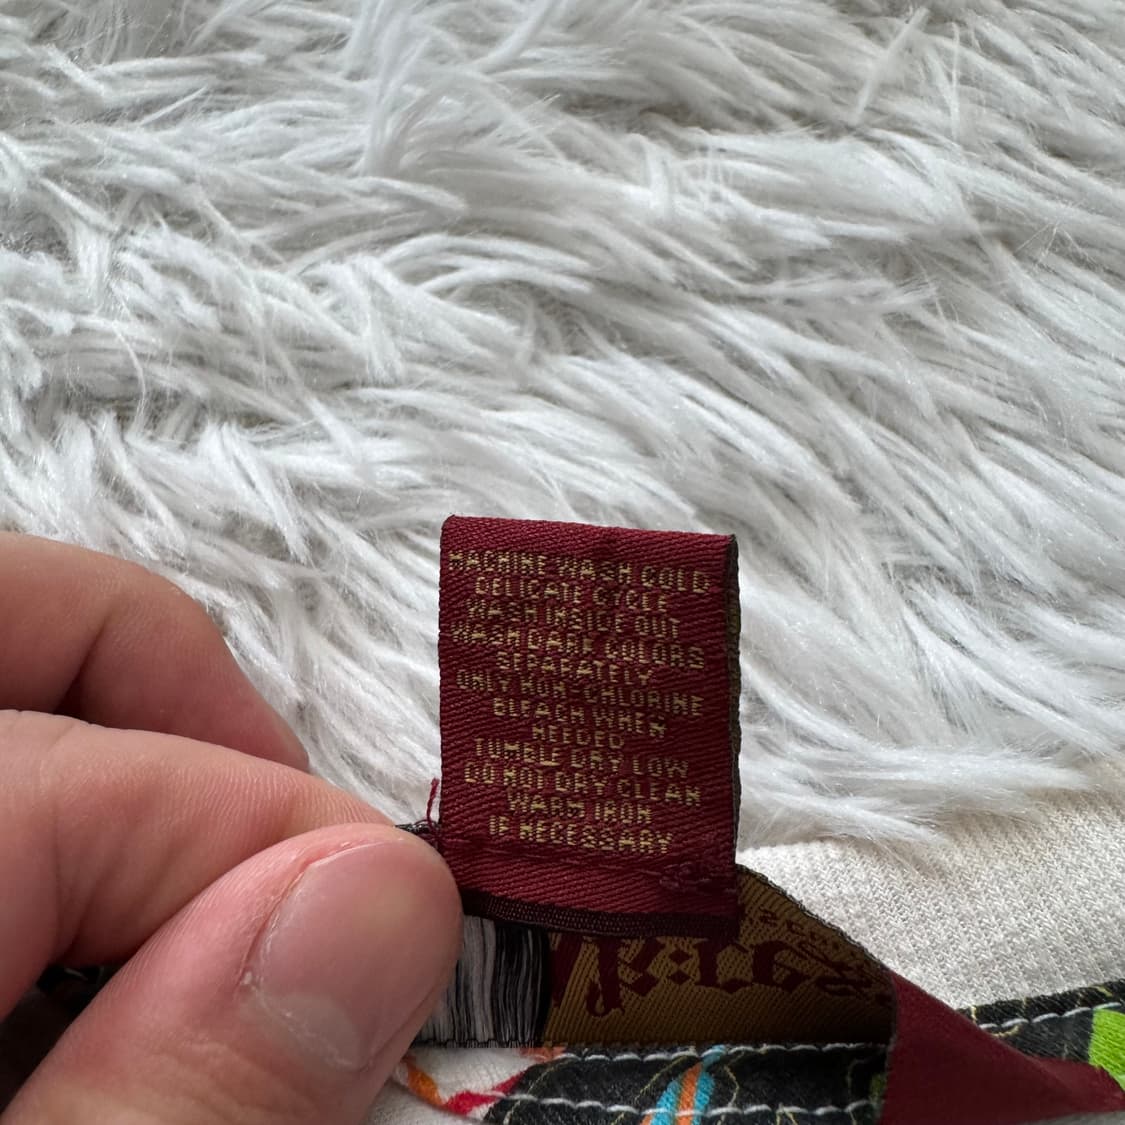 MACHINE WASH COLD
DELICATE CYCLE
WASH INSIDE OUT
WASH DARK COLORS
SEPARATELY
ONLY NON-CHLORINE
BLEACH WHEN
NEEDED
TUMBLE DRY LOW
DO NOT DRY CLEAN
WARM IRON
IF NECESSARY